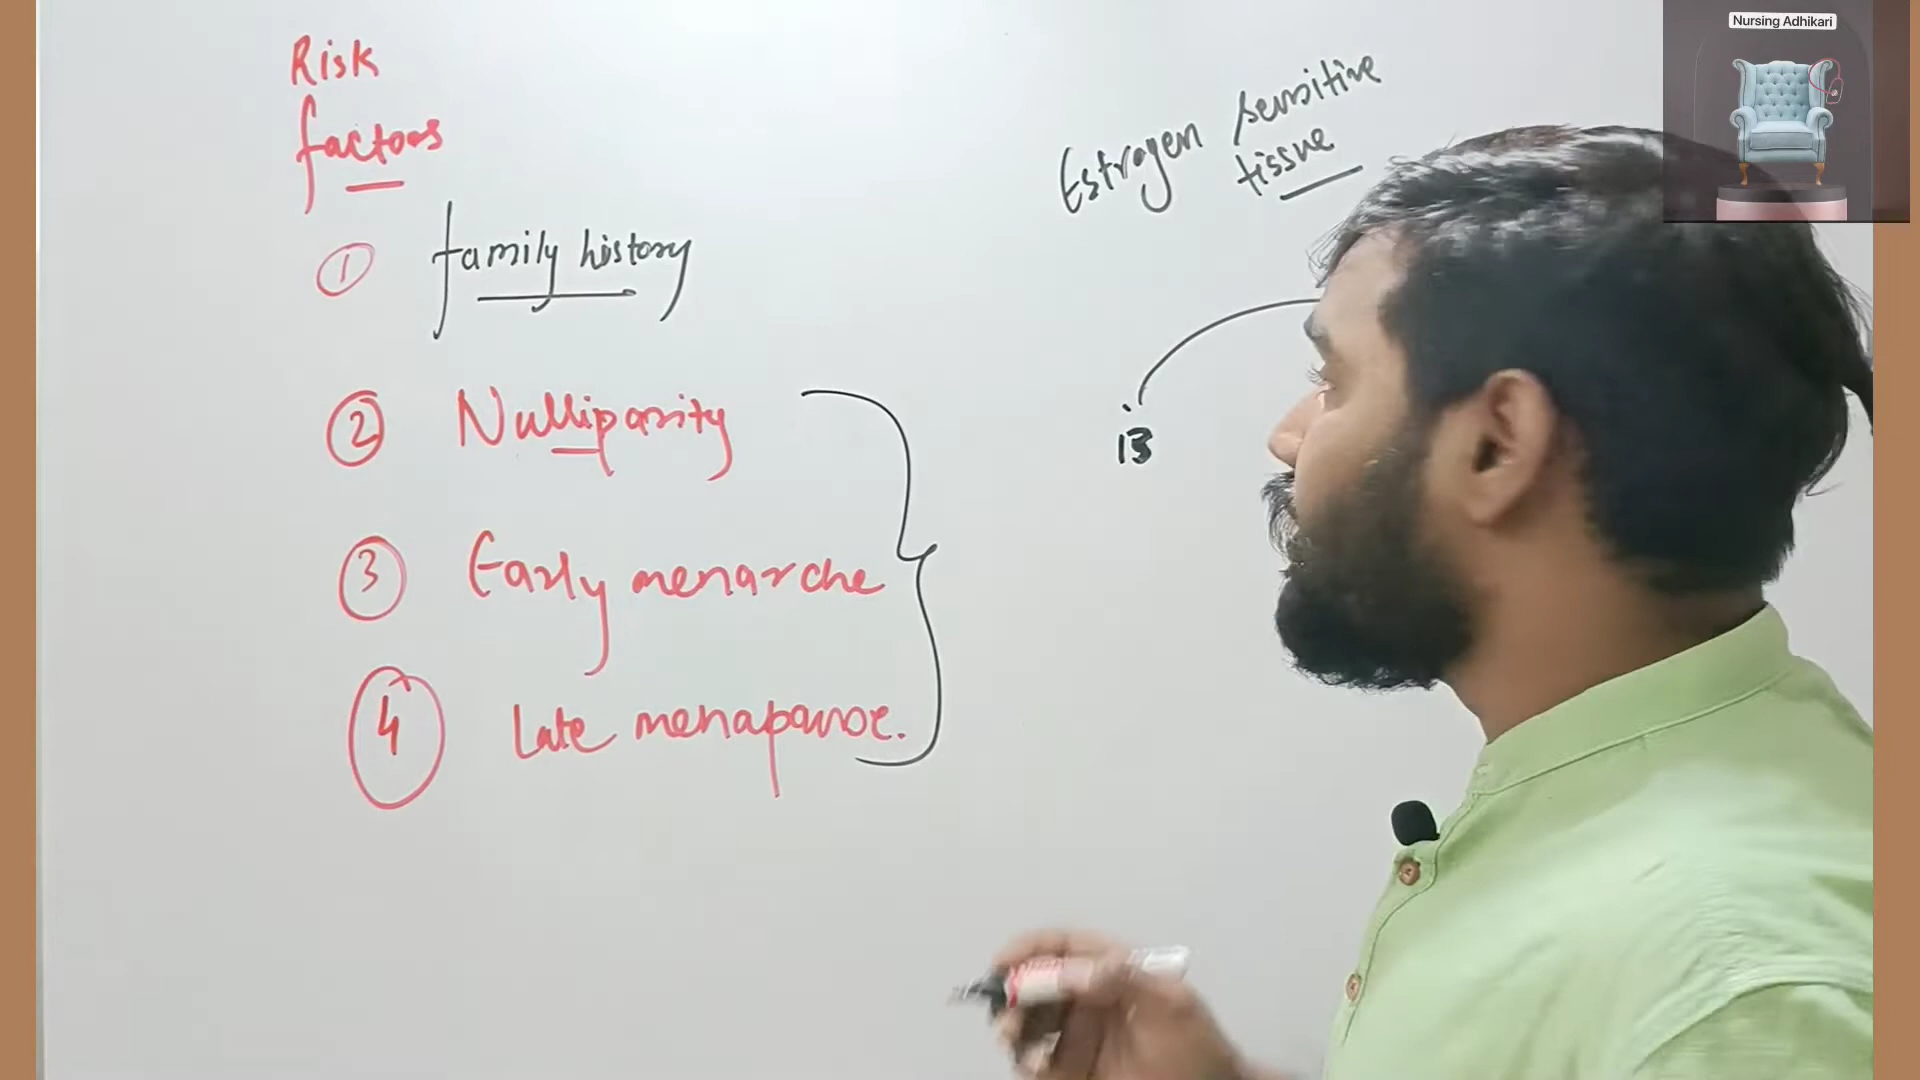 Risk
factors
① family history
② Nulliparity
③ Early menarche
④ Late menapause.
Estrogen sensitive
tissue
13
Nursing Adhikari